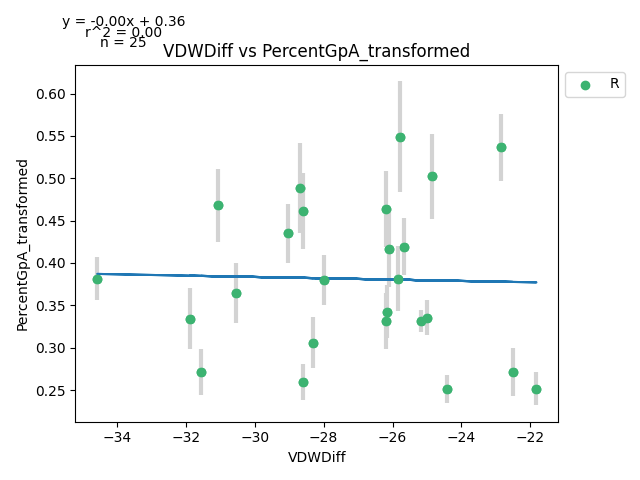 y = -0.00x + 0.36
r^2 = 0.00
n = 25
VDWDiff vs PercentGpA_transformed
R
PercentGpA_transformed
0.60
0.55
0.50
0.45
0.40
0.35
0.30
0.25
−34
−32
−30
−28
−26
−24
−22
VDWDiff